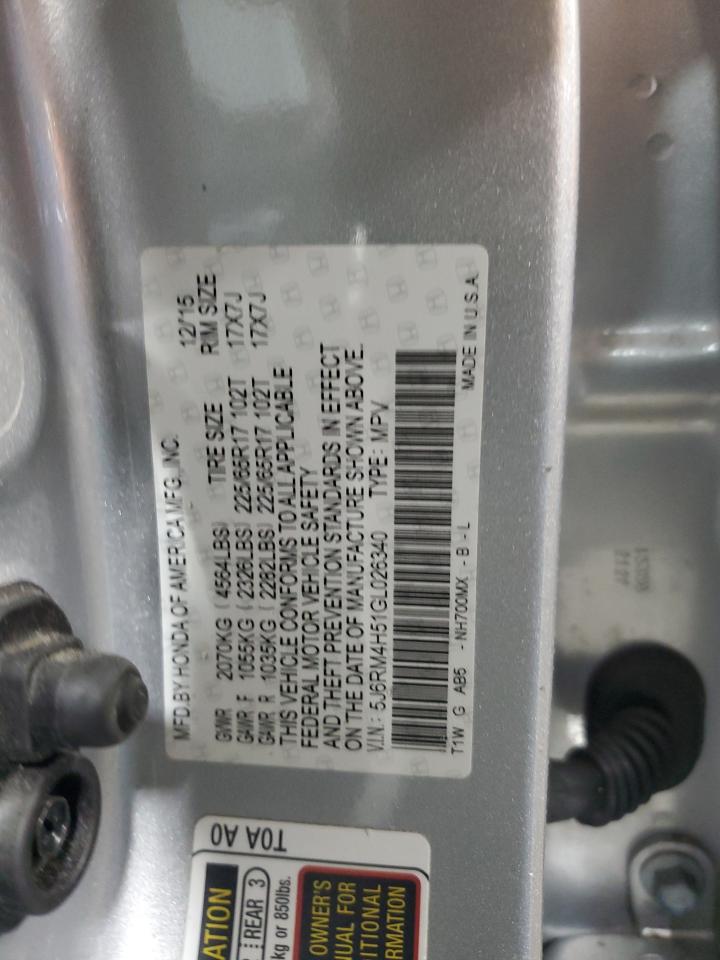 MFD. BY HONDA OF AMERICA MFG., INC. 12/15
GVWR 2070KG (4564LBS) TIRE SIZE RIM SIZE
GAWR F 1055KG (2326LBS) 225/65R17 102T 17X7J
GAWR R 1035KG (2282LBS) 225/65R17 102T 17X7J
THIS VEHICLE CONFORMS TO ALL APPLICABLE
FEDERAL MOTOR VEHICLE SAFETY
AND THEFT PREVENTION STANDARDS IN EFFECT
ON THE DATE OF MANUFACTURE SHOWN ABOVE.
V.I.N.: 5J6RM4H51GL026340 TYPE: MPV
T1W G AB5 -NH700MX -B-L MADE IN U.S.A.
T0A A0
ATION
REAR 3
kg or 850lbs.
OWNER'S
UAL FOR
ITIONAL
RMATION